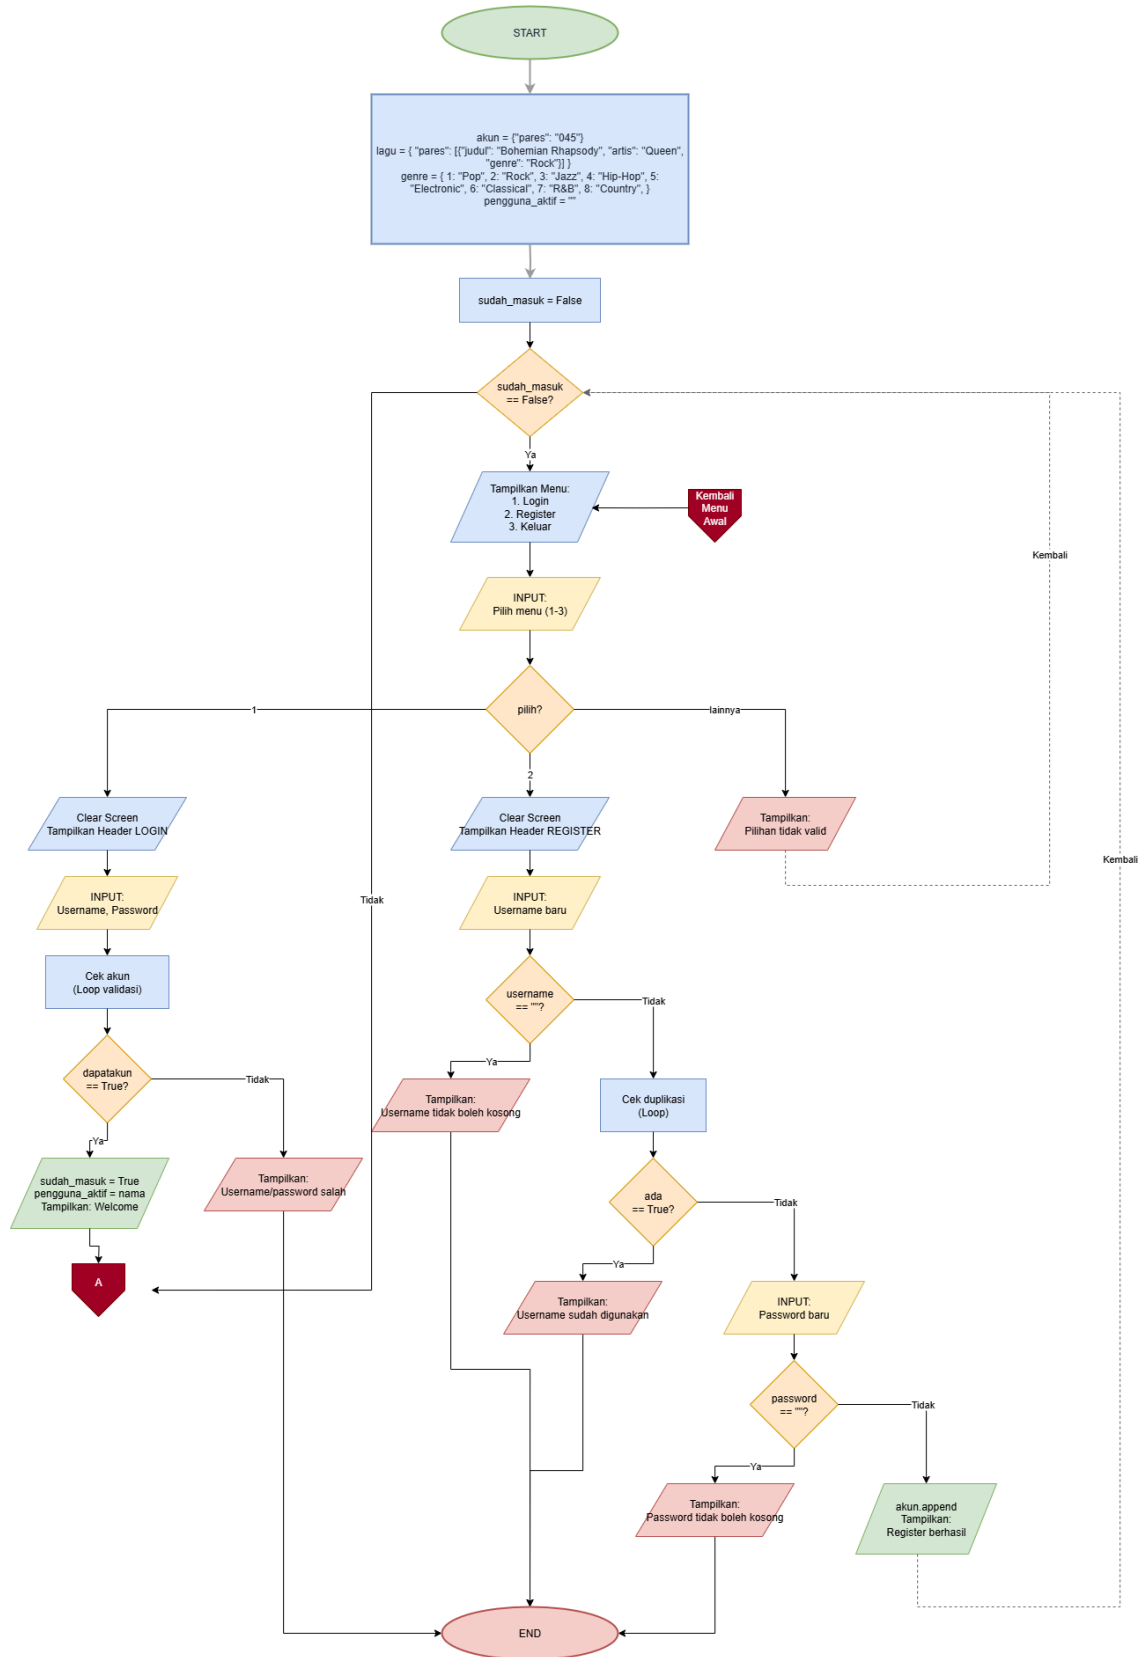 START
akun = {"pares": "045"}
lagu = { "pares": [{"judul": "Bohemian Rhapsody", "artis": "Queen",
"genre": "Rock"}] }
genre = { 1: "Pop", 2: "Rock", 3: "Jazz", 4: "Hip-Hop", 5:
"Electronic", 6: "Classical", 7: "R&B", 8: "Country", }
pengguna_aktif = ""
sudah_masuk = False
sudah_masuk
== False?
Ya
Tampilkan Menu:
1. Login
2. Register
3. Keluar
Kembali
Menu
Awal
Kembali
INPUT:
Pilih menu (1-3)
pilih?
1
lainnya
2
Clear Screen
Tampilkan Header LOGIN
Clear Screen
Tampilkan Header REGISTER
Tampilkan:
Pilihan tidak valid
Kembali
INPUT:
Username, Password
Tidak
INPUT:
Username baru
Cek akun
(Loop validasi)
username
== ""?
Tidak
Ya
dapatakun
== True?
Tidak
Tampilkan:
Username tidak boleh kosong
Cek duplikasi
(Loop)
Ya
sudah_masuk = True
pengguna_aktif = nama
Tampilkan: Welcome
Tampilkan:
Username/password salah
ada
== True?
Tidak
Ya
A
Tampilkan:
Username sudah digunakan
INPUT:
Password baru
password
== ""?
Tidak
Ya
Tampilkan:
Password tidak boleh kosong
akun.append
Tampilkan:
Register berhasil
END